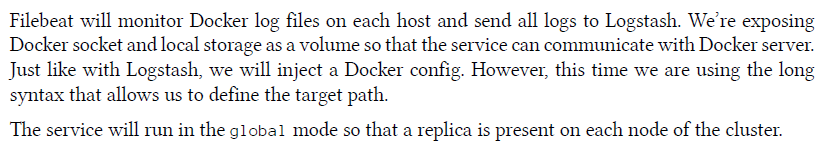 Filebeat will monitor Docker log files on each host and send all logs to Logstash. We’re exposing
Docker socket and local storage as a volume so that the service can communicate with Docker server.
Just like with Logstash, we will inject a Docker config. However, this time we are using the long
syntax that allows us to define the target path.
The service will run in the global mode so that a replica is present on each node of the cluster.